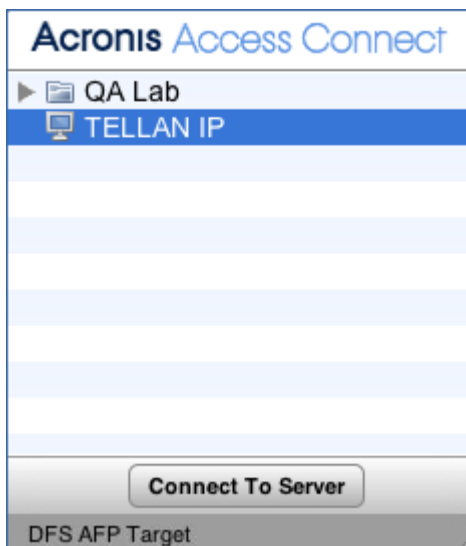 Acronis Access Connect
QA Lab
TELLAN IP
Connect To Server
DFS AFP Target